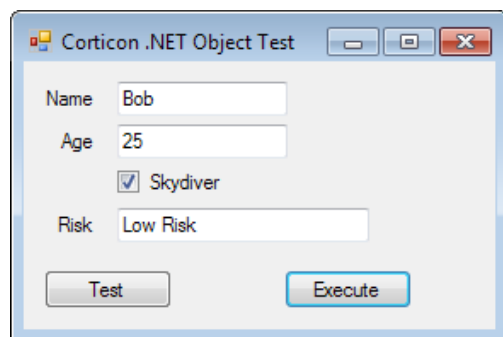 Corticon .NET Object Test
Name Bob
Age 25
Skydiver
Risk Low Risk
Test Execute